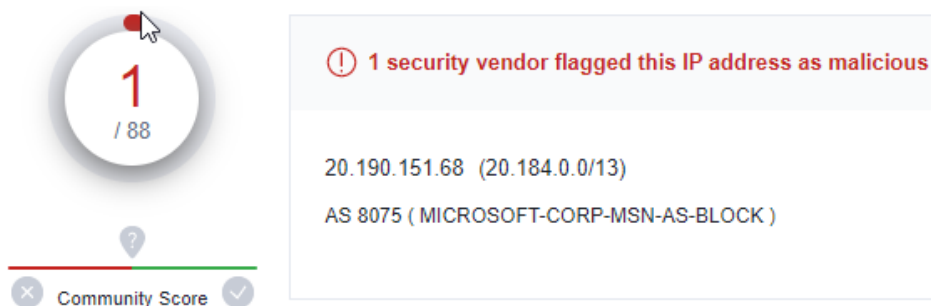 1
/ 88
?
Community Score
1 security vendor flagged this IP address as malicious
20.190.151.68 (20.184.0.0/13)
AS 8075 ( MICROSOFT-CORP-MSN-AS-BLOCK )